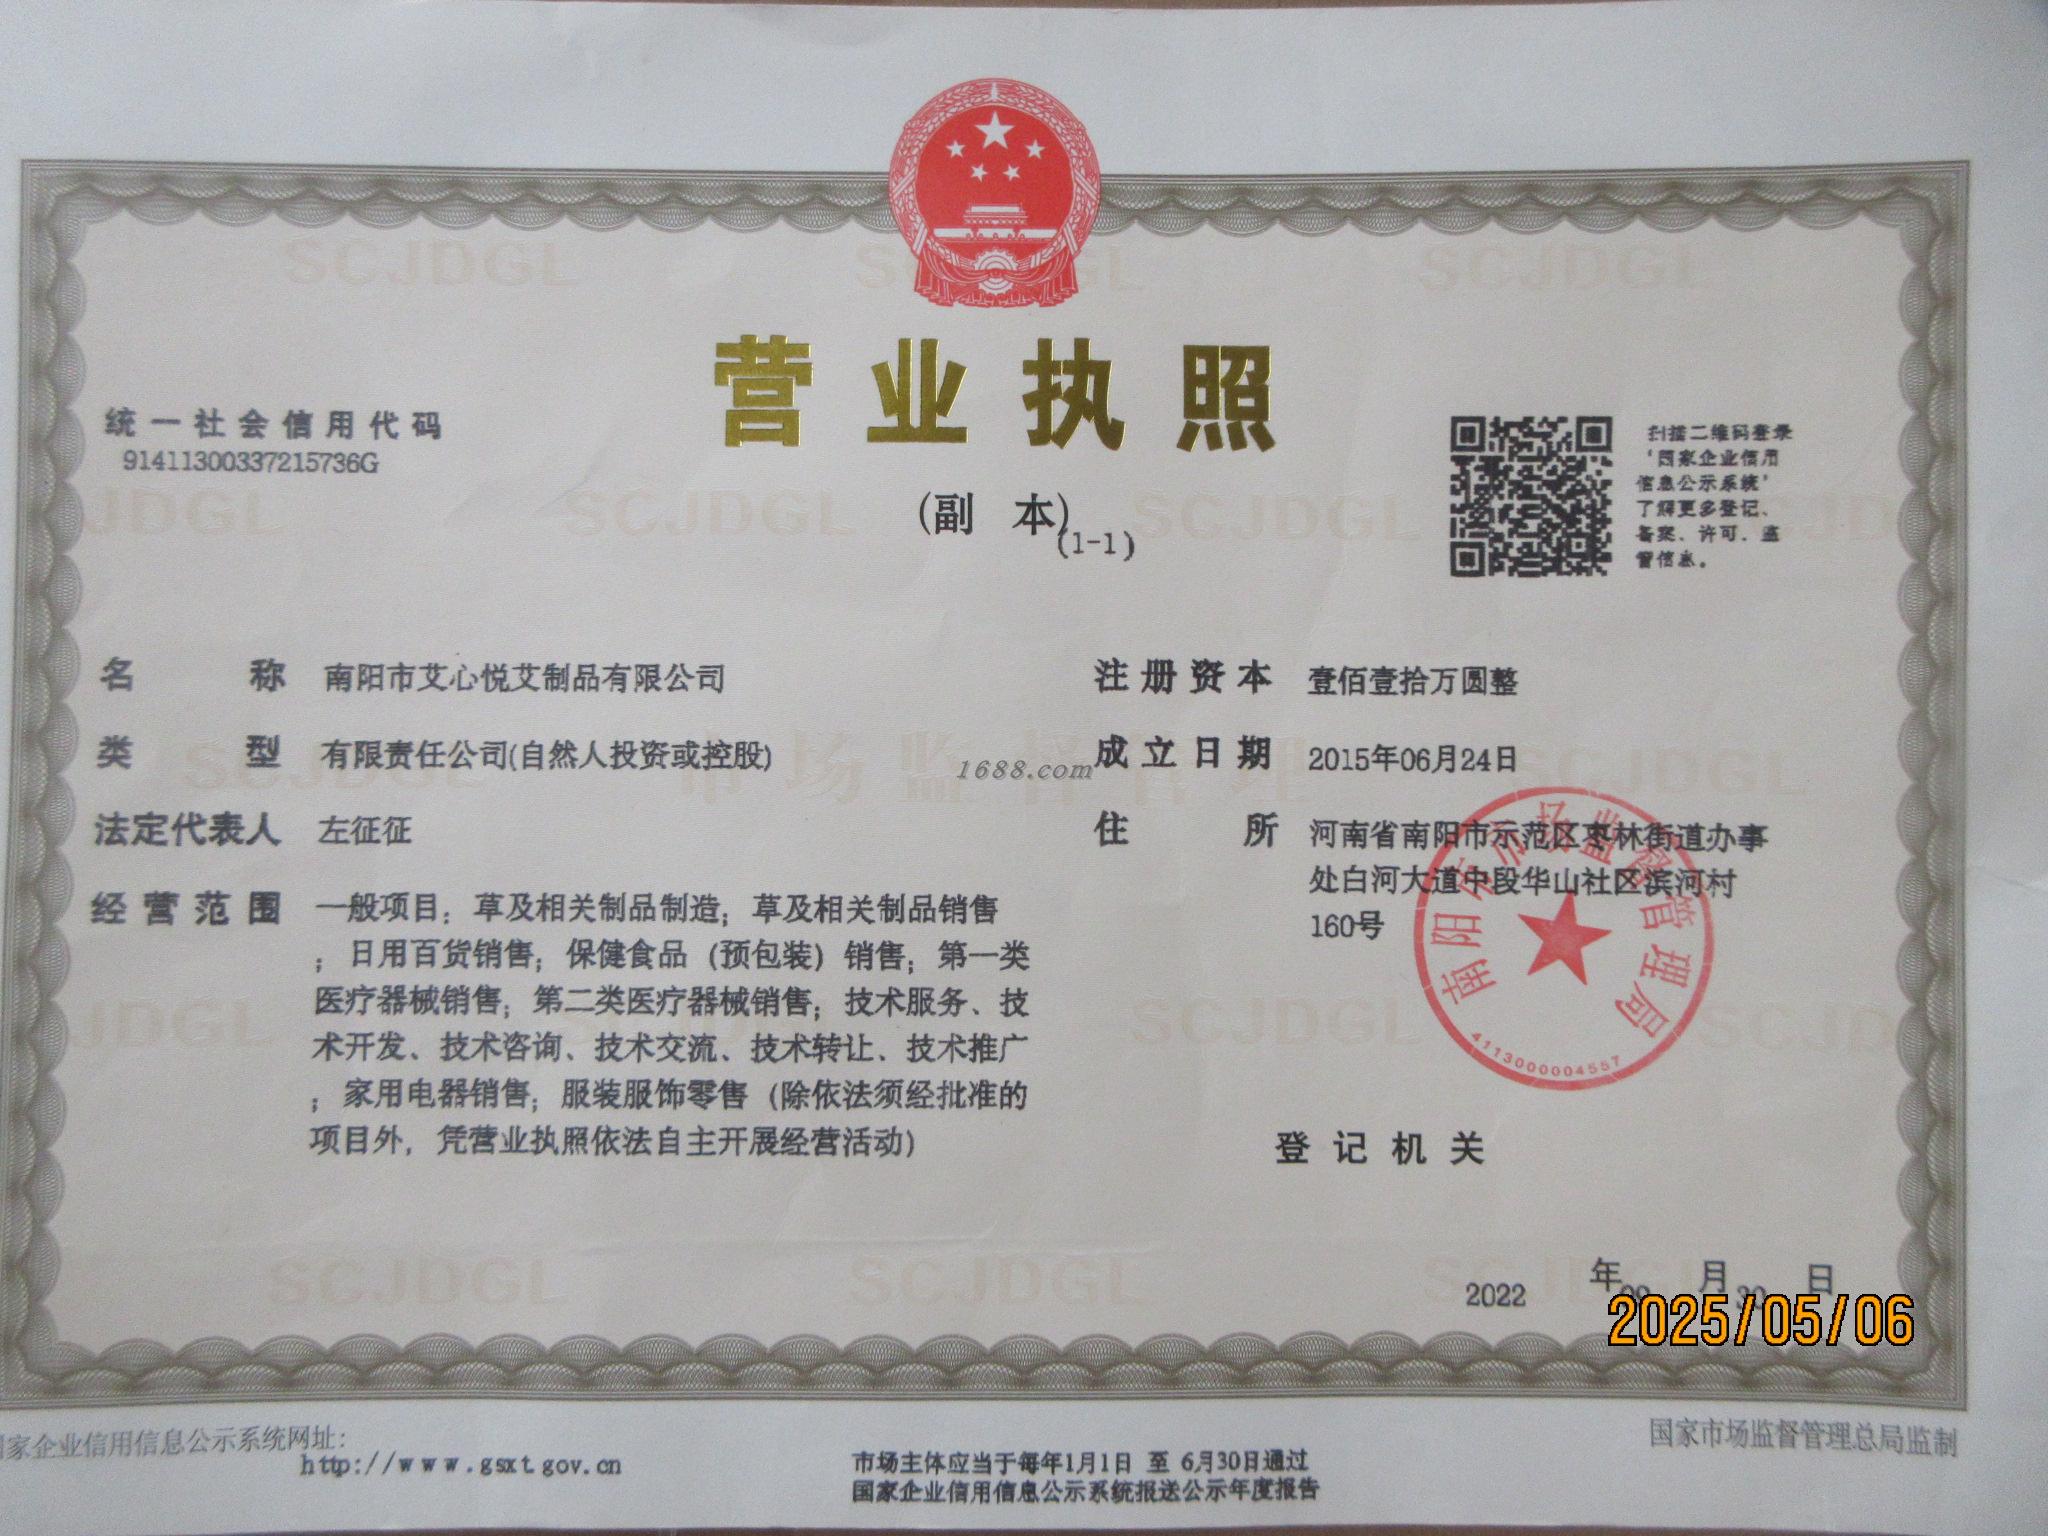 营业执照
(副 本)
(1-1)
统一社会信用代码
91411300337215736G
扫描二维码登录
‘国家企业信用
信息公示系统’
了解更多登记、
备案、许可、监
管信息。
名 称 南阳市艾心悦艾制品有限公司
类 型 有限责任公司(自然人投资或控股)
法定代表人 左征征
经营范围 一般项目：草及相关制品制造；草及相关制品销售
；日用百货销售；保健食品（预包装）销售；第一类
医疗器械销售；第二类医疗器械销售；技术服务、技
术开发、技术咨询、技术交流、技术转让、技术推广
；家用电器销售；服装服饰零售（除依法须经批准的
项目外，凭营业执照依法自主开展经营活动）
注册资本 壹佰壹拾万圆整
成立日期 2015年06月24日
住 所 河南省南阳市示范区枣林街道办事
处白河大道中段华山社区滨河村
160号
1688.com
南阳市市场监督管理局
4113000004557
登记机关
2022 年 月 30 日
2025/05/06
国家企业信用信息公示系统网址：
http://www.gsxt.gov.cn
市场主体应当于每年1月1日 至 6月30日通过
国家企业信用信息公示系统报送公示年度报告
国家市场监督管理总局监制
SCJDGL
市场监督管理